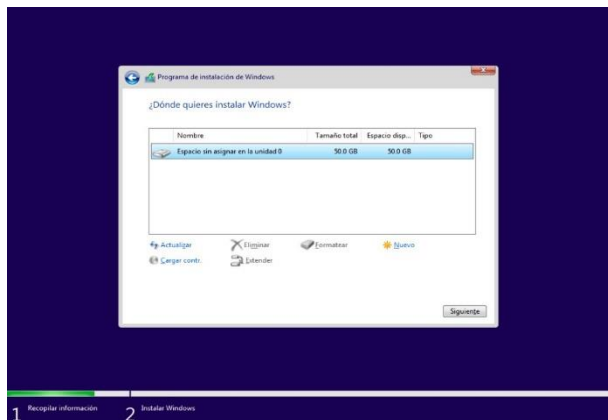 Programa de instalación de Windows
¿Dónde quieres instalar Windows?
Nombre Tamaño total Espacio disp... Tipo
Espacio sin asignar en la unidad 0 50.0 GB 50.0 GB
Actualizar Eliminar Formatear Nuevo
Cargar contr. Extender
Siguiente
1 Recopilar información 2 Instalar Windows